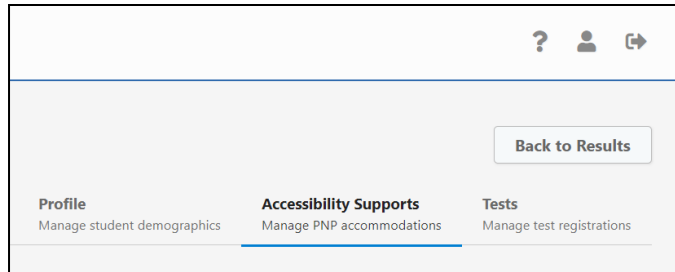 Back to Results
Profile
Manage student demographics
Accessibility Supports
Manage PNP accommodations
Tests
Manage test registrations